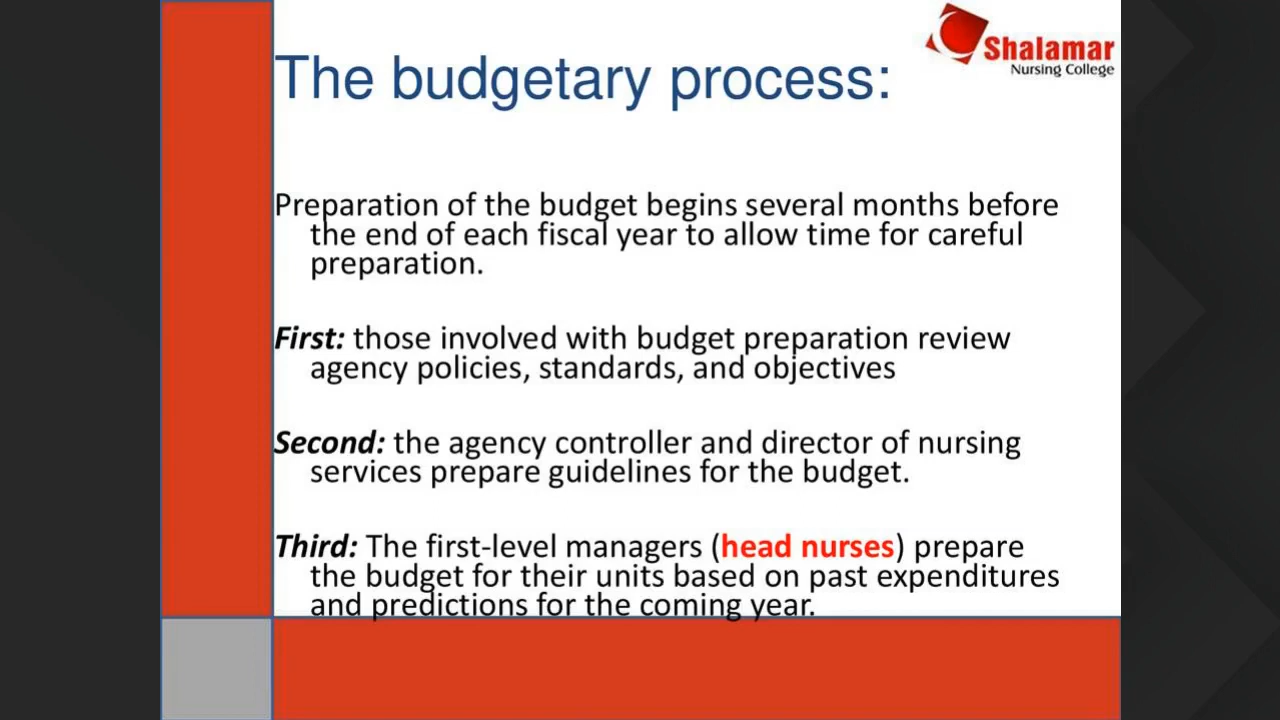 Shalamar
Nursing College
The budgetary process:
Preparation of the budget begins several months before
the end of each fiscal year to allow time for careful
preparation.
First: those involved with budget preparation review
agency policies, standards, and objectives
Second: the agency controller and director of nursing
services prepare guidelines for the budget.
Third: The first-level managers (head nurses) prepare
the budget for their units based on past expenditures
and predictions for the coming year.